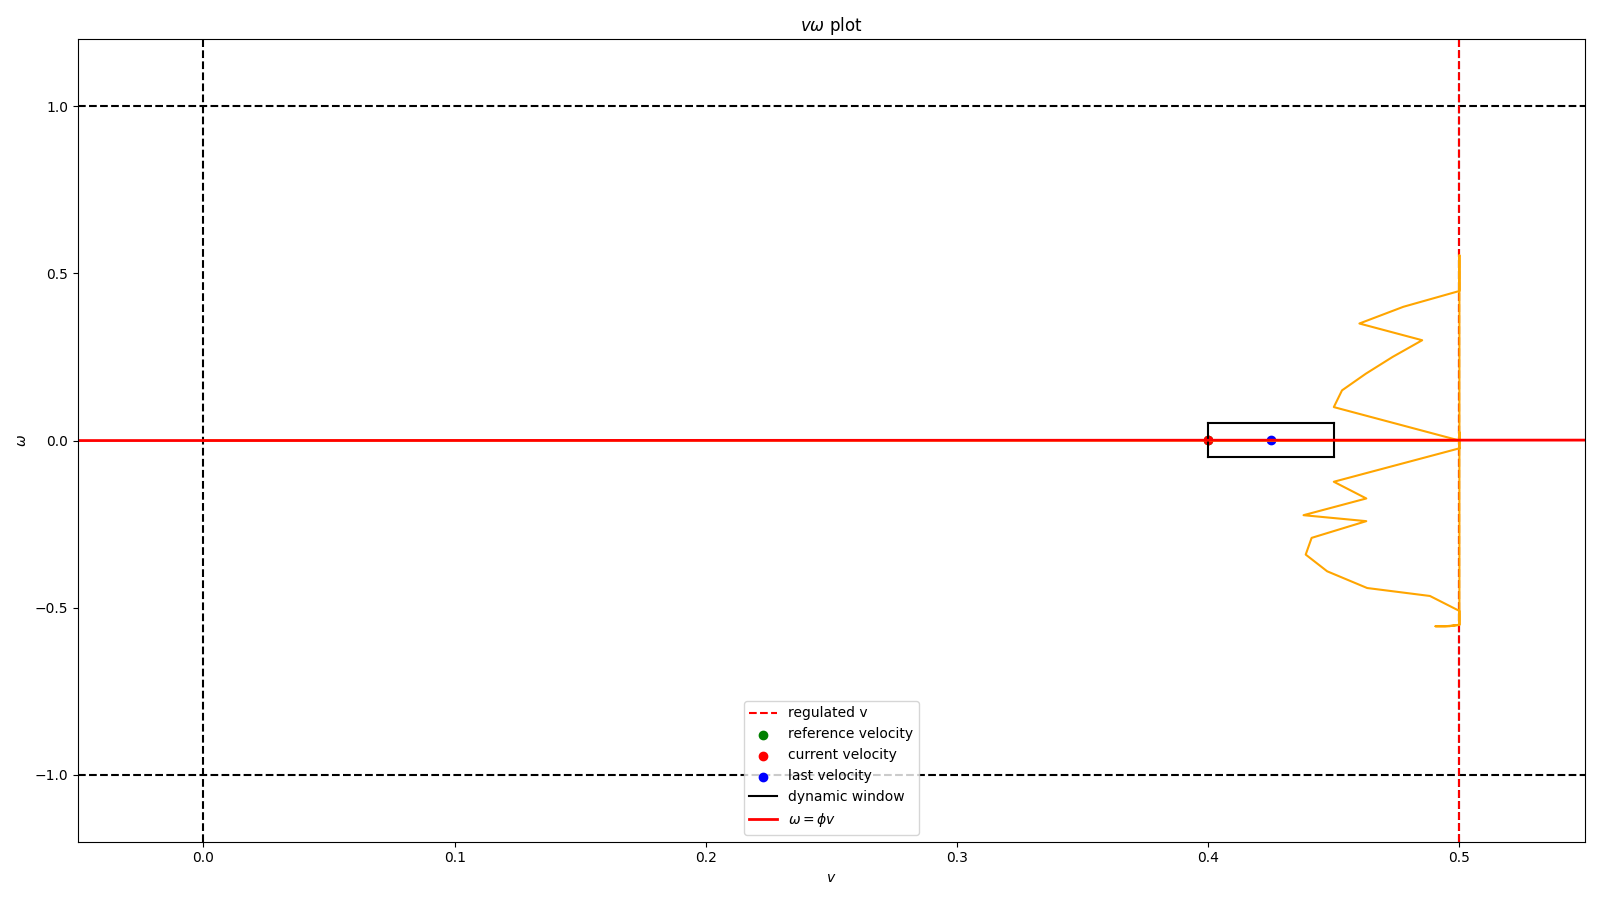 vω plot
1.0
0.5
0.0
−0.5
−1.0
ω
0.0 0.1 0.2 0.3 0.4 0.5
v
regulated v
reference velocity
current velocity
last velocity
dynamic window
ω = ϕv